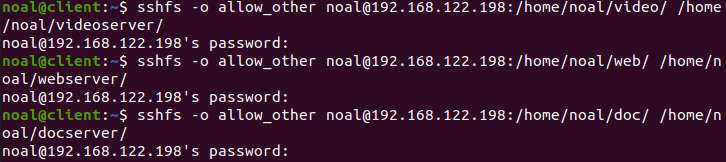 noal@client:~$ sshfs -o allow_other noal@192.168.122.198:/home/noal/video/ /home
/noal/videoserver/
noal@192.168.122.198's password:
noal@client:~$ sshfs -o allow_other noal@192.168.122.198:/home/noal/web/ /home/n
oal/webserver/
noal@192.168.122.198's password:
noal@client:~$ sshfs -o allow_other noal@192.168.122.198:/home/noal/doc/ /home/n
oal/docserver/
noal@192.168.122.198's password: